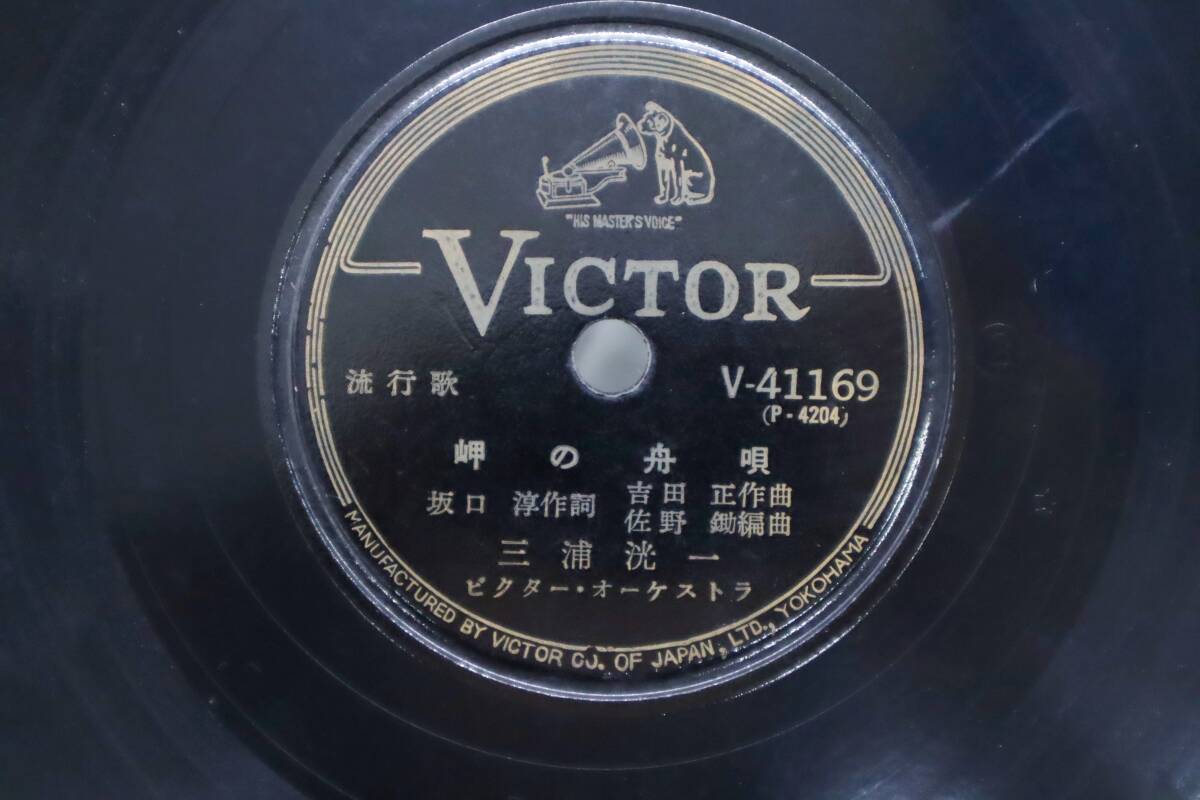 "HIS MASTER'S VOICE"
VICTOR
流行歌
V-41169
(P-4204)
岬の舟唄
坂口 淳作詞
吉田 正作曲
佐野 鋤編曲
三浦洸一
ビクター・オーケストラ
MANUFACTURED BY VICTOR CO. OF JAPAN, LTD., YOKOHAMA